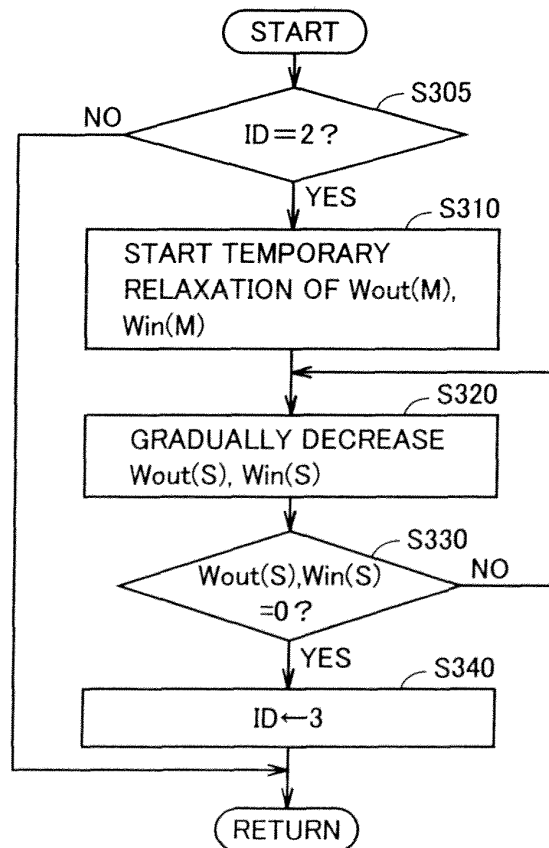 START
S305
NO
ID=2?
YES
S310
START TEMPORARY
RELAXATION OF Wout(M),
Win(M)
S320
GRADUALLY DECREASE
Wout(S), Win(S)
S330
Wout(S),Win(S)
=0?
NO
YES
S340
ID←3
RETURN